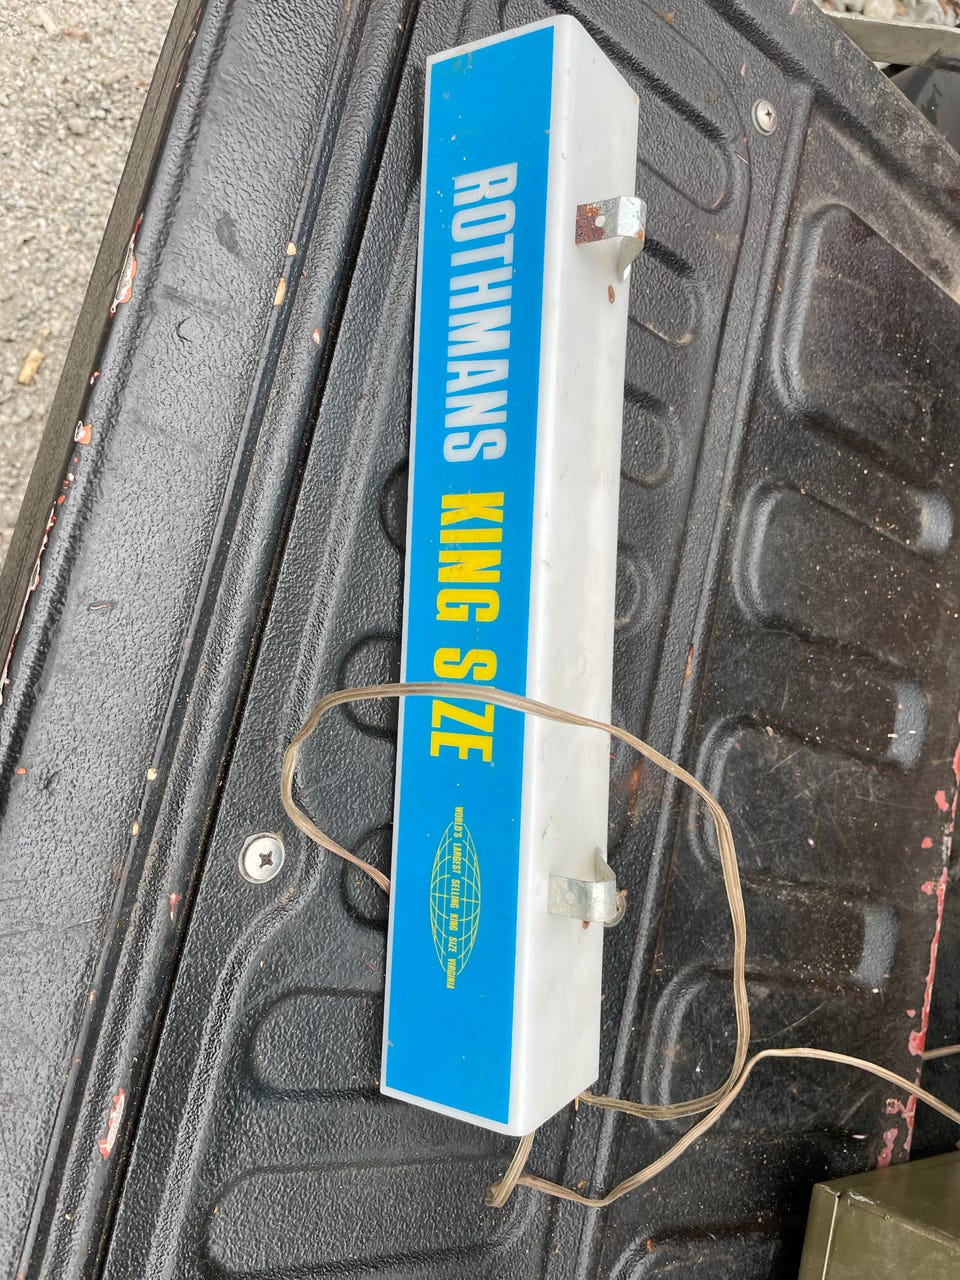 ROTHMANS KING SIZE
WORLD'S LARGEST SELLING KING SIZE VIRGINIA